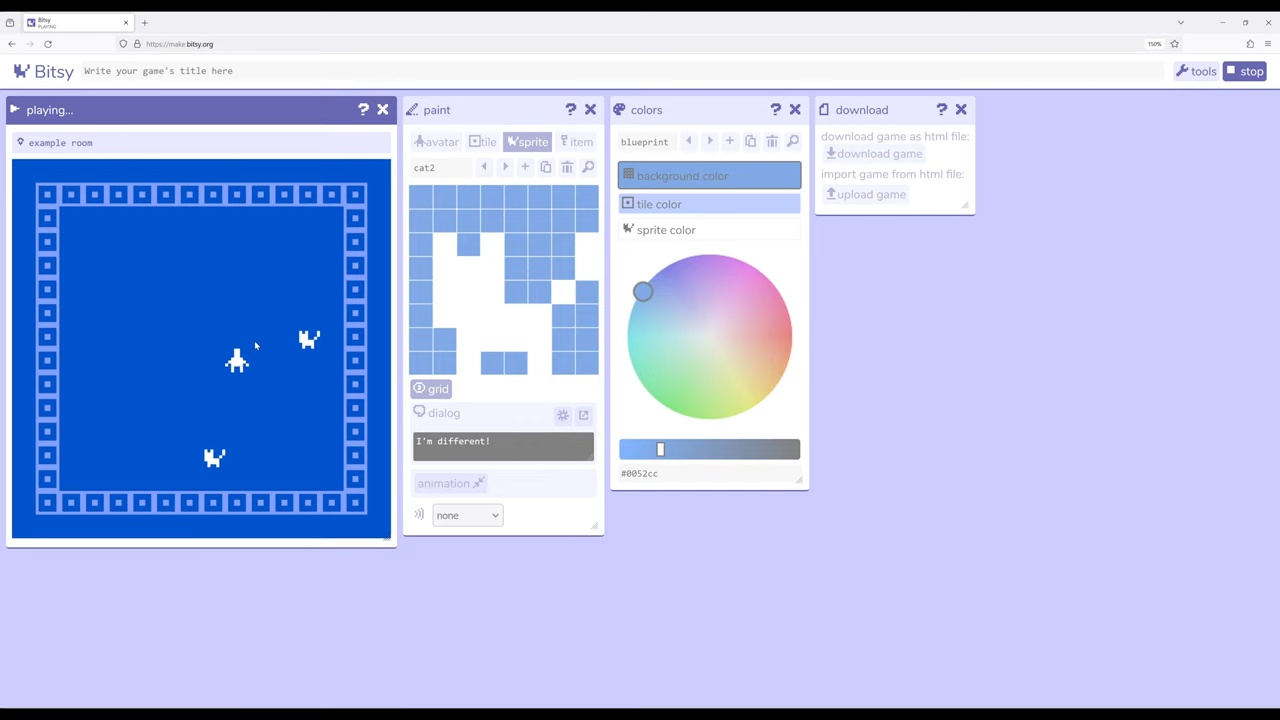 Bitsy
PLAYING
https://make.bitsy.org
150%
Bitsy
Write your game's title here
tools
stop
playing...
?
example room
paint
?
avatar
tile
sprite
item
cat2
grid
dialog
I'm different!
animation
none
colors
?
blueprint
background color
tile color
sprite color
#0052cc
download
?
download game as html file:
download game
import game from html file:
upload game